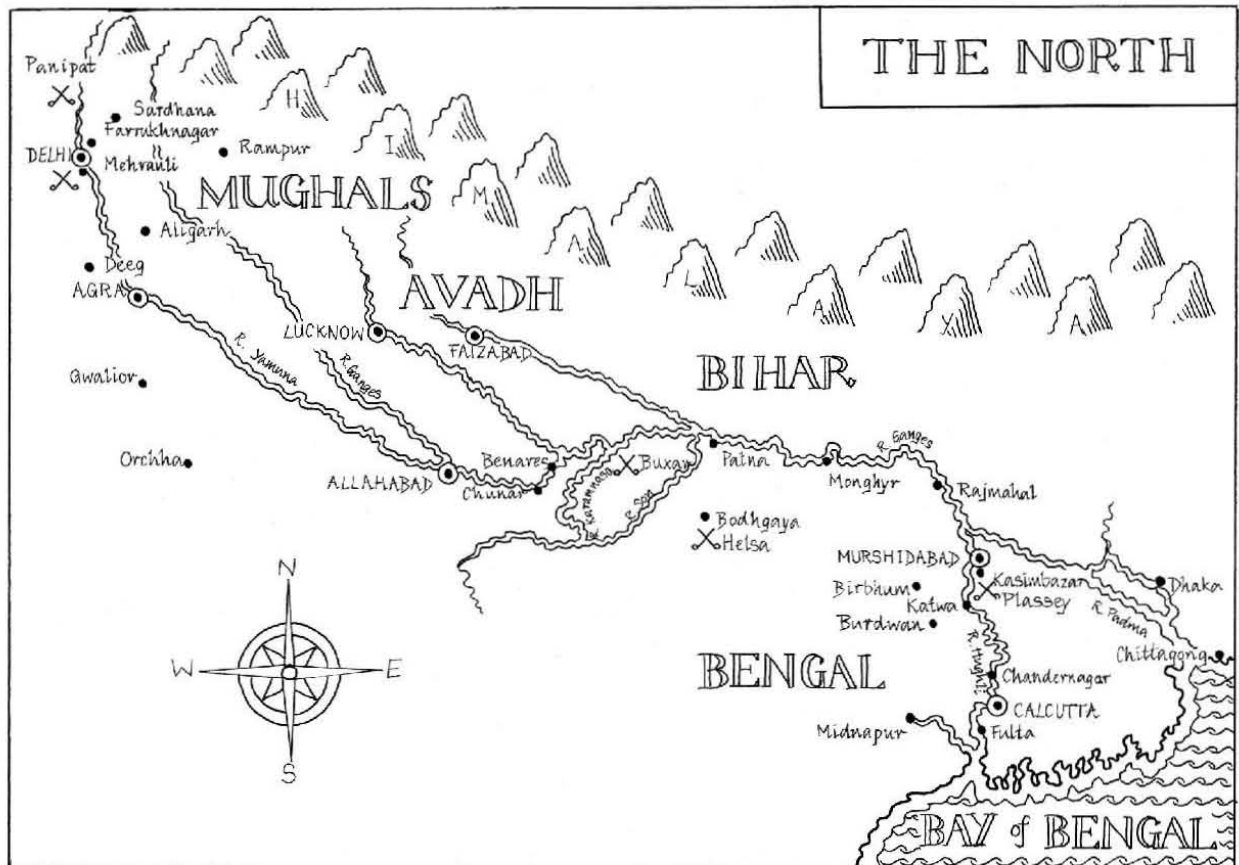 THE NORTH
Panipat
Sardhana
Farrukhnagar
DELHI
Mehrauli
Rampur
HIMALAYA
MUGHALS
Aligarh
Deeg
AGRA
AVADH
LUCKNOW
FAIZABAD
R. Yamuna
R. Ganges
BIHAR
Gwalior
Orchha
ALLAHABAD
Benares
Chunar
Buxar
R. Karamnasa
R. Son
Patna
R. Ganges
Monghyr
Rajmahal
Bodhgaya
Helsa
MURSHIDABAD
Kasimbazar
Plassey
Birbhum
Katwa
Burdwan
Dhaka
R. Padma
Chittagong
BENGAL
R. Hughli
Chandernagar
CALCUTTA
Midnapur
Fulta
BAY of BENGAL
N
W
E
S